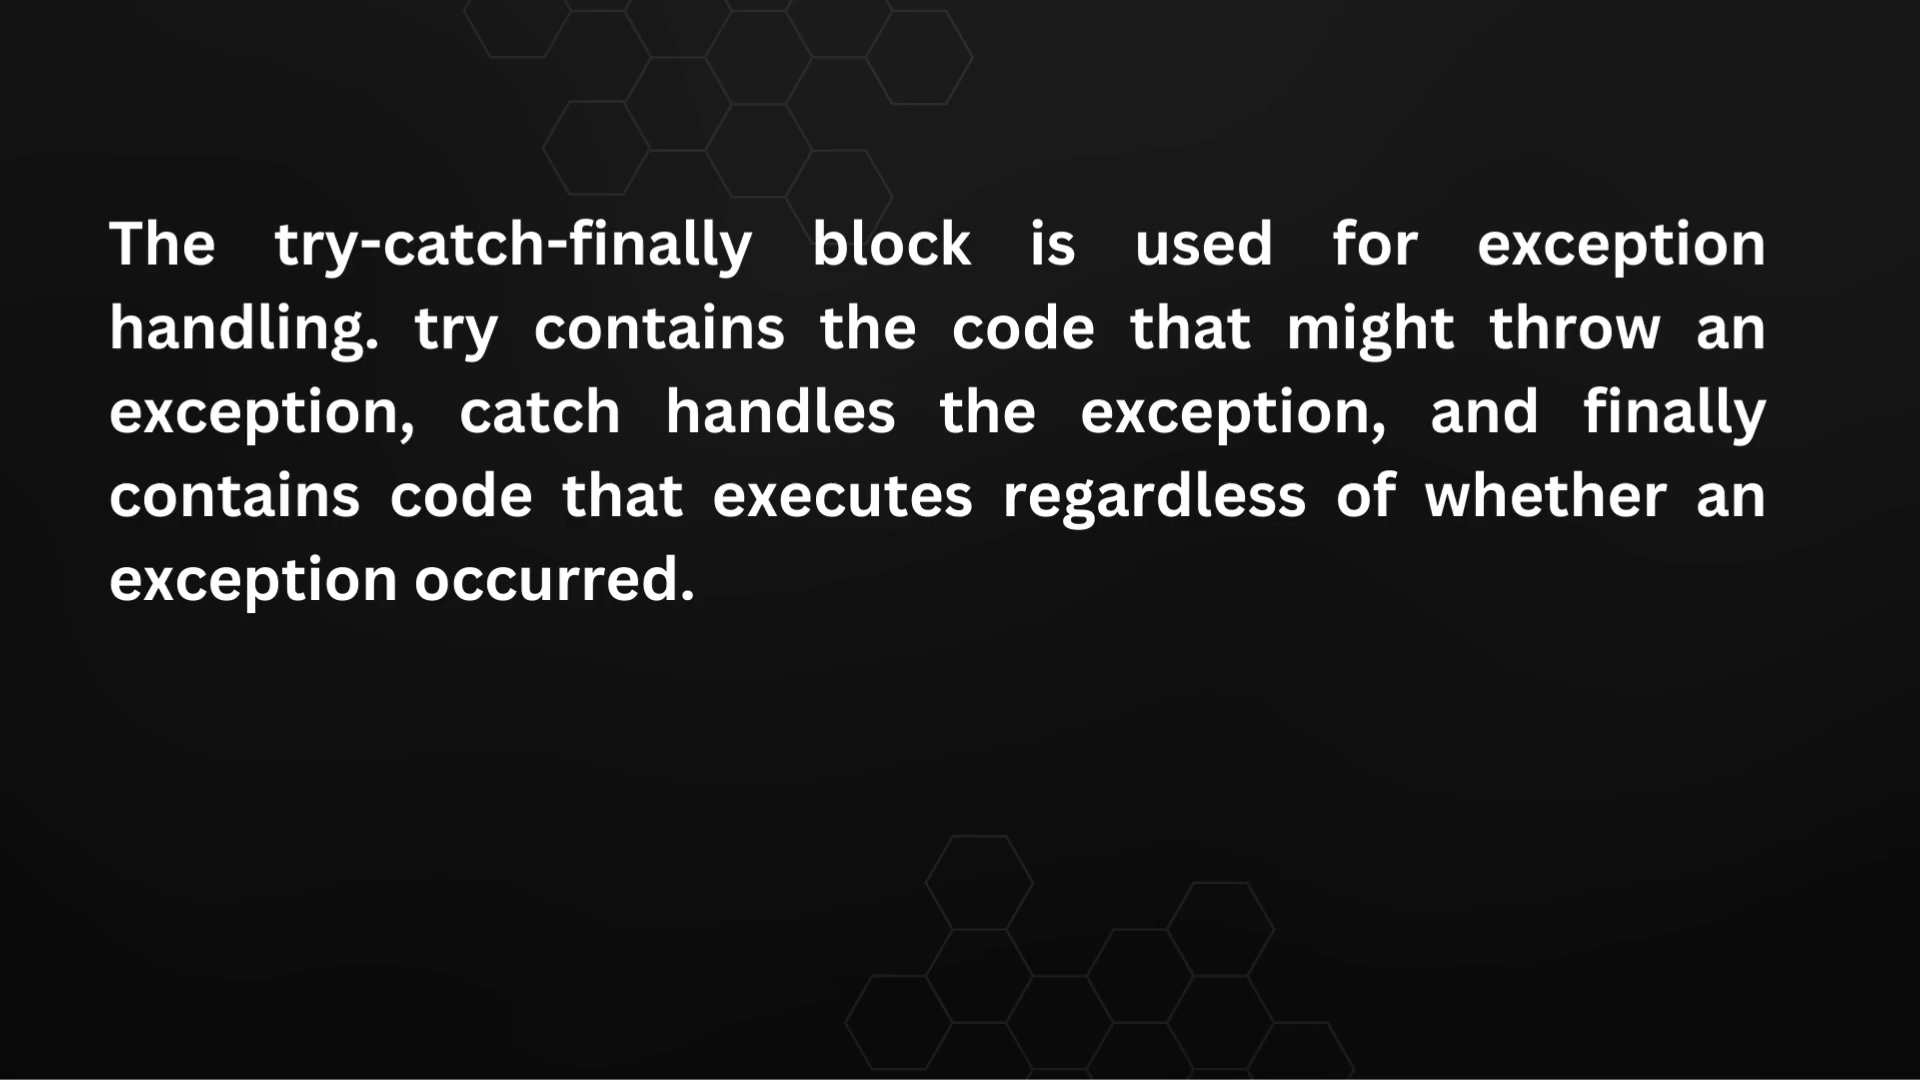 The try-catch-finally block is used for exception
handling. try contains the code that might throw an
exception, catch handles the exception, and finally
contains code that executes regardless of whether an
exception occurred.